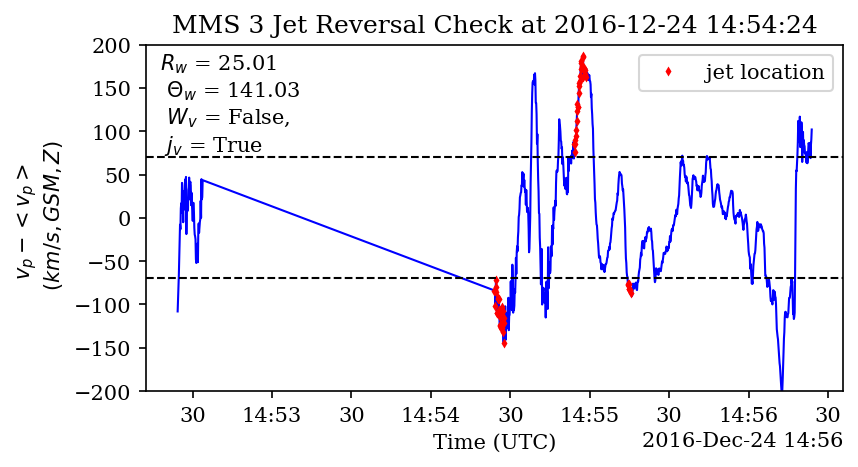 MMS 3 Jet Reversal Check at 2016-12-24 14:54:24
R_w = 25.01
Θ_w = 141.03
W_v = False,
j_v = True
jet location
200
150
100
50
0
−50
−100
−150
−200
v_p − < v_p >
(km/s, GSM, Z)
30 14:53 30 14:54 30 14:55 30 14:56 30
Time (UTC)
2016-Dec-24 14:56